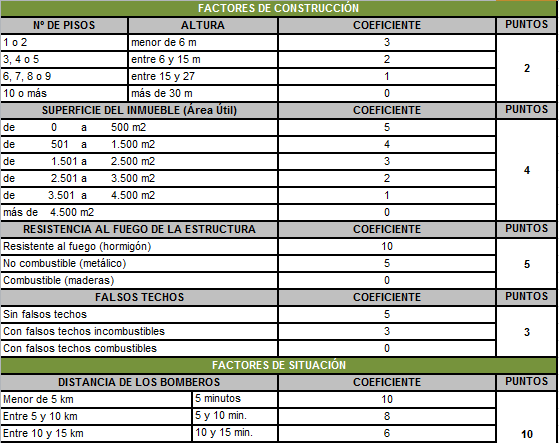 FACTORES DE CONSTRUCCIÓN
Nº DE PISOS ALTURA COEFICIENTE PUNTOS
1 o 2 menor de 6 m 3
3, 4 o 5 entre 6 y 15 m 2
6, 7, 8 o 9 entre 15 y 27 1
10 o más más de 30 m 0
2
SUPERFICIE DEL INMUEBLE (Área Útil) COEFICIENTE PUNTOS
de 0 a 500 m2 5
de 501 a 1.500 m2 4
de 1.501 a 2.500 m2 3
de 2.501 a 3.500 m2 2
de 3.501 a 4.500 m2 1
más de 4.500 m2 0
4
RESISTENCIA AL FUEGO DE LA ESTRUCTURA COEFICIENTE PUNTOS
Resistente al fuego (hormigón) 10
No combustible (metálico) 5
Combustible (maderas) 0
5
FALSOS TECHOS COEFICIENTE PUNTOS
Sin falsos techos 5
Con falsos techos incombustibles 3
Con falsos techos combustibles 0
3
FACTORES DE SITUACIÓN
DISTANCIA DE LOS BOMBEROS COEFICIENTE PUNTOS
Menor de 5 km 5 minutos 10
Entre 5 y 10 km 5 y 10 min. 8
Entre 10 y 15 km 10 y 15 min. 6
10